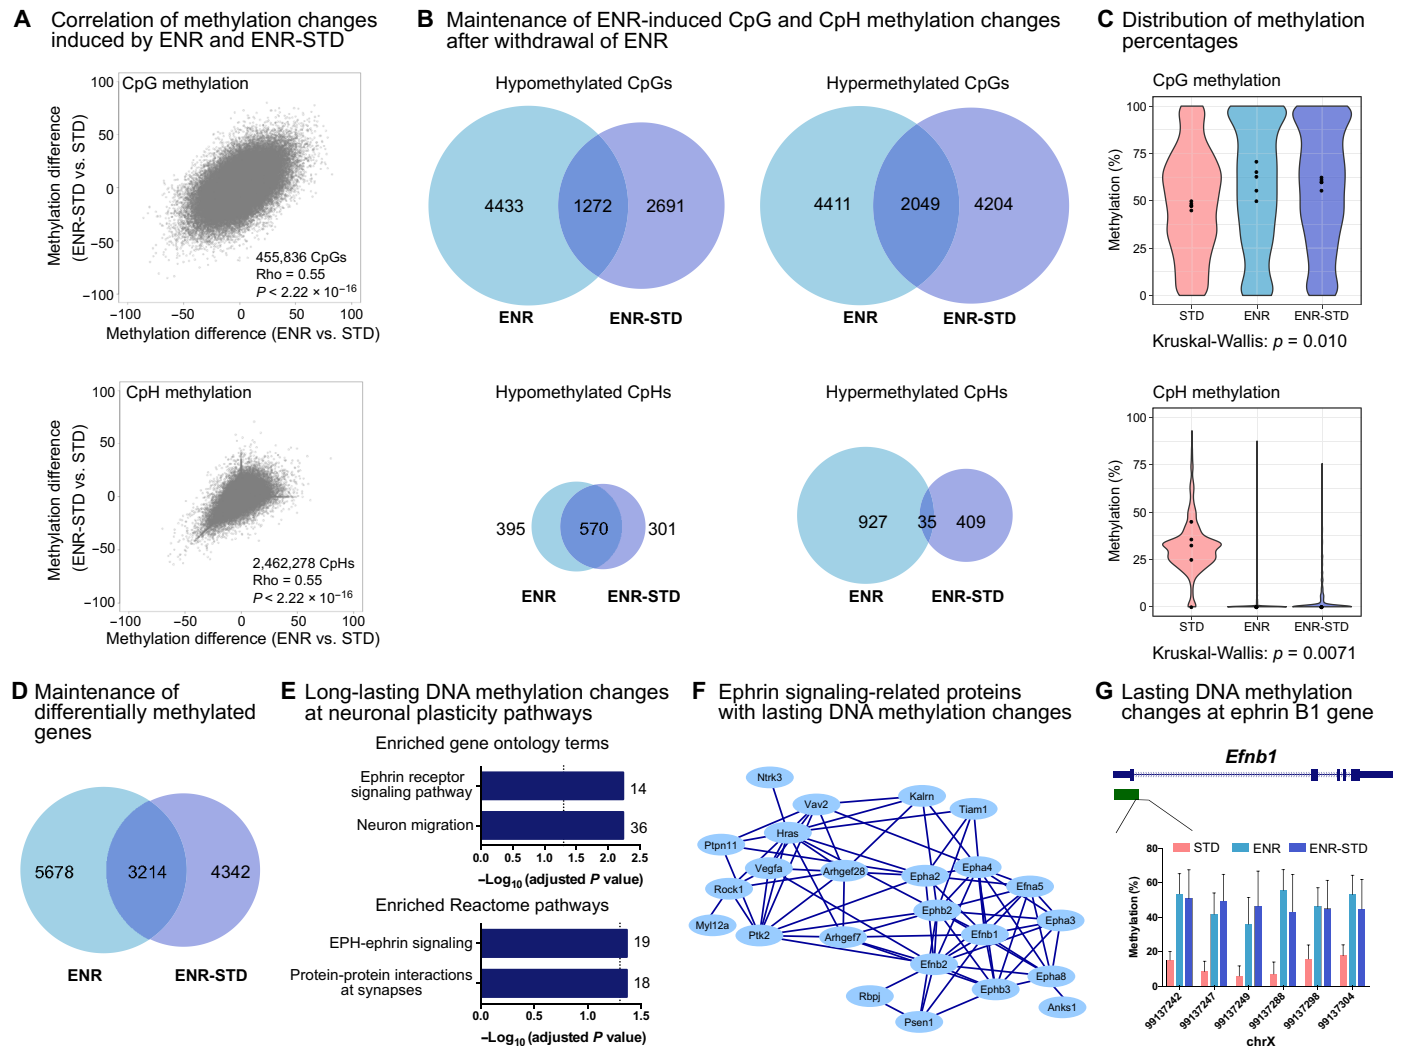 A Correlation of methylation changes
induced by ENR and ENR-STD
CpG methylation
Methylation difference
(ENR-STD vs. STD)
100
50
0
−50
−100
455,836 CpGs
Rho = 0.55
P < 2.22 × 10−16
−100 −50 0 50 100
Methylation difference (ENR vs. STD)
CpH methylation
Methylation difference
(ENR-STD vs. STD)
100
50
0
−50
−100
2,462,278 CpHs
Rho = 0.55
P < 2.22 × 10−16
−100 −50 0 50 100
Methylation difference (ENR vs. STD)
B Maintenance of ENR-induced CpG and CpH methylation changes
after withdrawal of ENR
Hypomethylated CpGs
4433 1272 2691
ENR ENR-STD
Hypermethylated CpGs
4411 2049 4204
ENR ENR-STD
Hypomethylated CpHs
395 570 301
ENR ENR-STD
Hypermethylated CpHs
927 35 409
ENR ENR-STD
C Distribution of methylation
percentages
CpG methylation
Methylation (%)
100
75
50
25
0
STD ENR ENR-STD
Kruskal-Wallis: p = 0.010
CpH methylation
Methylation (%)
100
75
50
25
0
STD ENR ENR-STD
Kruskal-Wallis: p = 0.0071
D Maintenance of
differentially methylated
genes
5678 3214 4342
ENR ENR-STD
E Long-lasting DNA methylation changes
at neuronal plasticity pathways
Enriched gene ontology terms
Ephrin receptor
signaling pathway
14
Neuron migration
36
0.0 0.5 1.0 1.5 2.0 2.5
−Log10 (adjusted P value)
Enriched Reactome pathways
EPH-ephrin signaling
19
Protein-protein interactions
at synapses
18
0.0 0.5 1.0 1.5
−Log10 (adjusted P value)
F Ephrin signaling-related proteins
with lasting DNA methylation changes
Ntrk3
Vav2
Kalrn
Tiam1
Hras
Ptpn11
Vegfa
Arhgef28
Epha2
Epha4
Rock1
Efna5
Ephb2
Epha3
Myl12a
Ptk2
Arhgef7
Efnb1
Efnb2
Epha8
Rbpj
Ephb3
Anks1
Psen1
G Lasting DNA methylation
changes at ephrin B1 gene
Efnb1
STD ENR ENR-STD
Methylation (%)
80
60
40
20
0
99137242 99137247 99137249 99137288 99137298 99137304
chrX